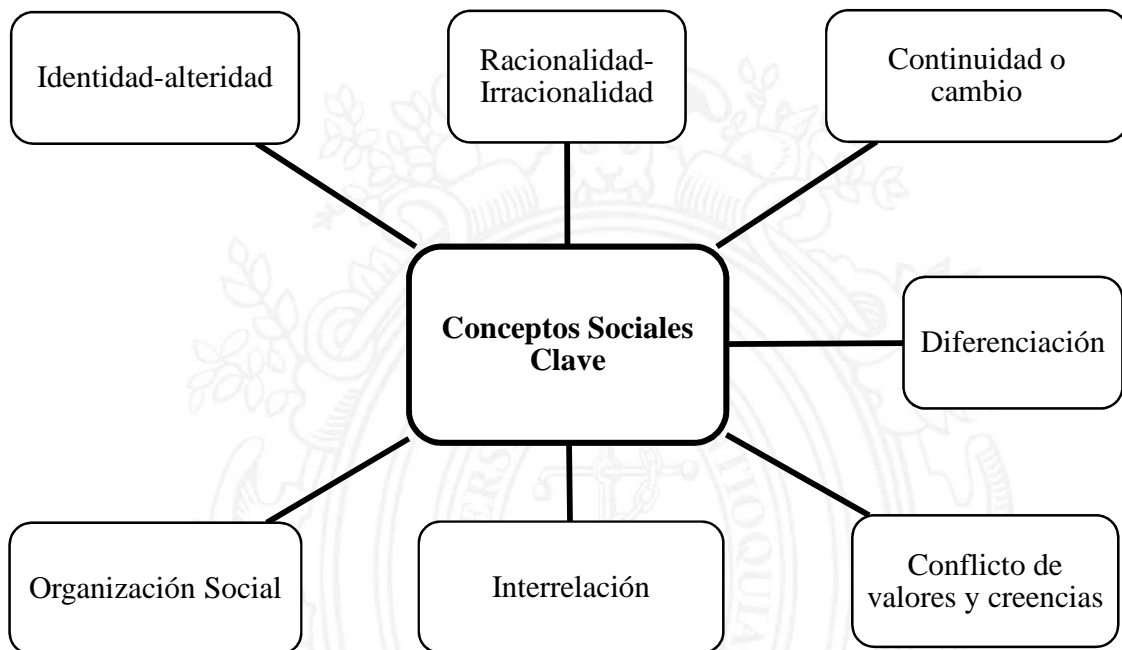 Identidad-alteridad
Racionalidad-
Irracionalidad
Continuidad o
cambio
Conceptos Sociales
Clave
Diferenciación
Organización Social
Interrelación
Conflicto de
valores y creencias